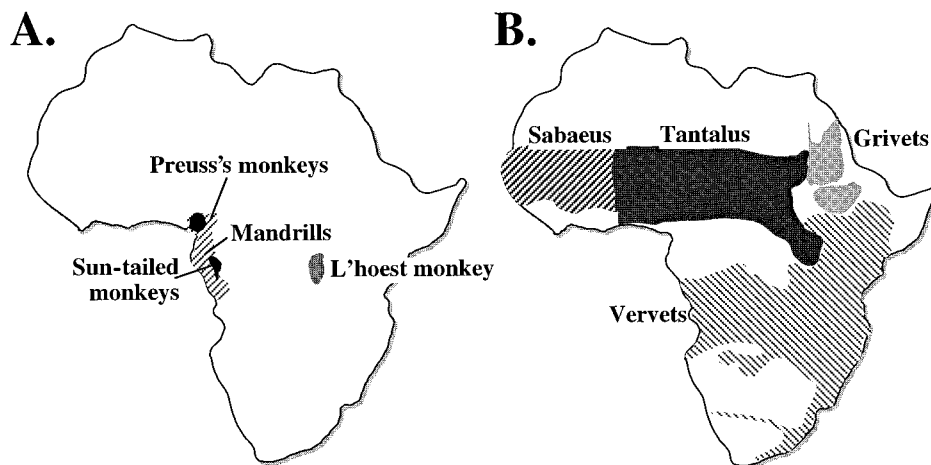 A.
Preuss's monkeys
Mandrills
Sun-tailed
monkeys
L'hoest monkey
B.
Sabaeus
Tantalus
Grivets
Vervets